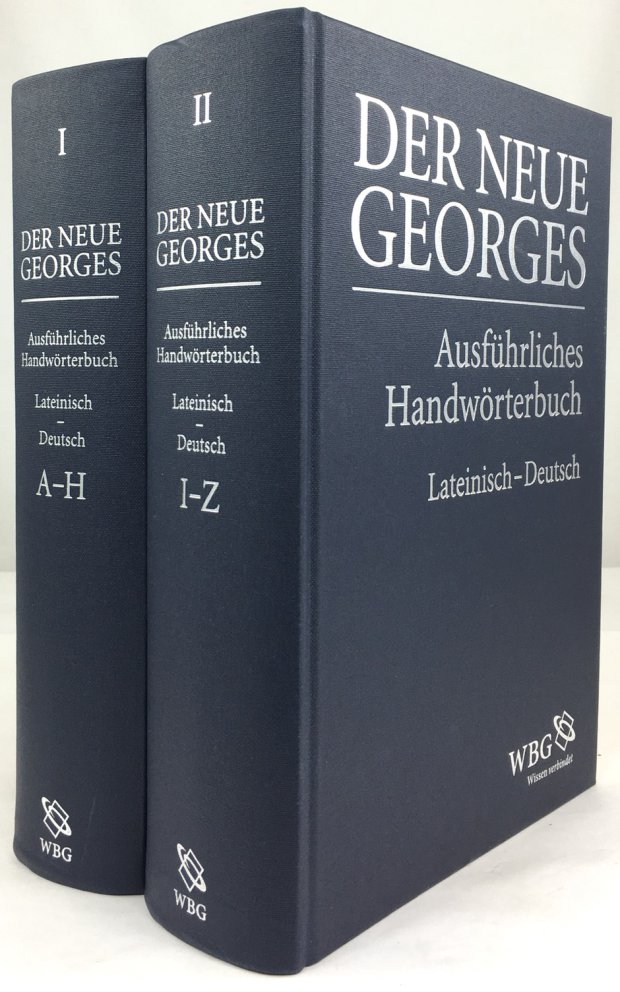 I
DER NEUE
GEORGES
Ausführliches
Handwörterbuch
Lateinisch
–
Deutsch
A–H
WBG
II
DER NEUE
GEORGES
Ausführliches
Handwörterbuch
Lateinisch
–
Deutsch
I–Z
WBG
DER NEUE
GEORGES
Ausführliches
Handwörterbuch
Lateinisch–Deutsch
WBG
Wissen verbindet